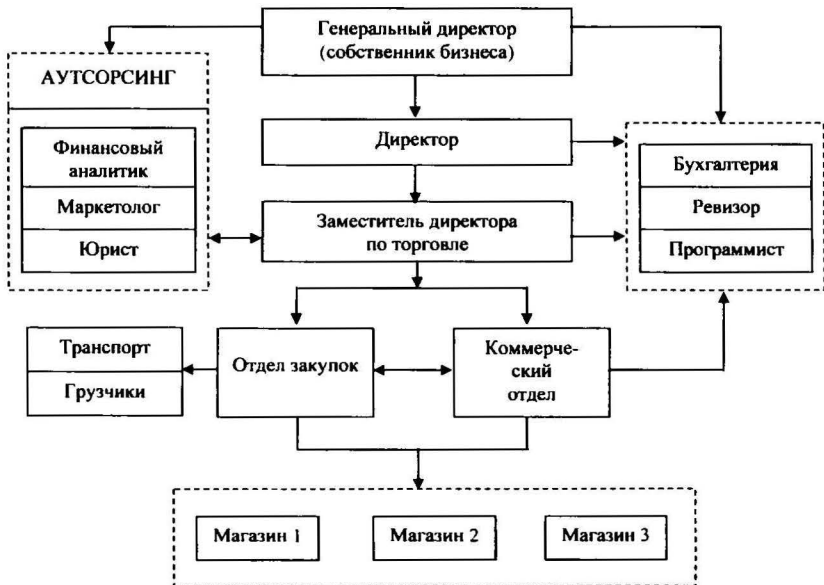 Генеральный директор
(собственник бизнеса)
АУТСОРСИНГ
Финансовый
аналитик
Маркетолог
Юрист
Директор
Заместитель директора
по торговле
Бухгалтерия
Ревизор
Программист
Транспорт
Грузчики
Отдел закупок
Коммерче-
ский
отдел
Магазин 1
Магазин 2
Магазин 3